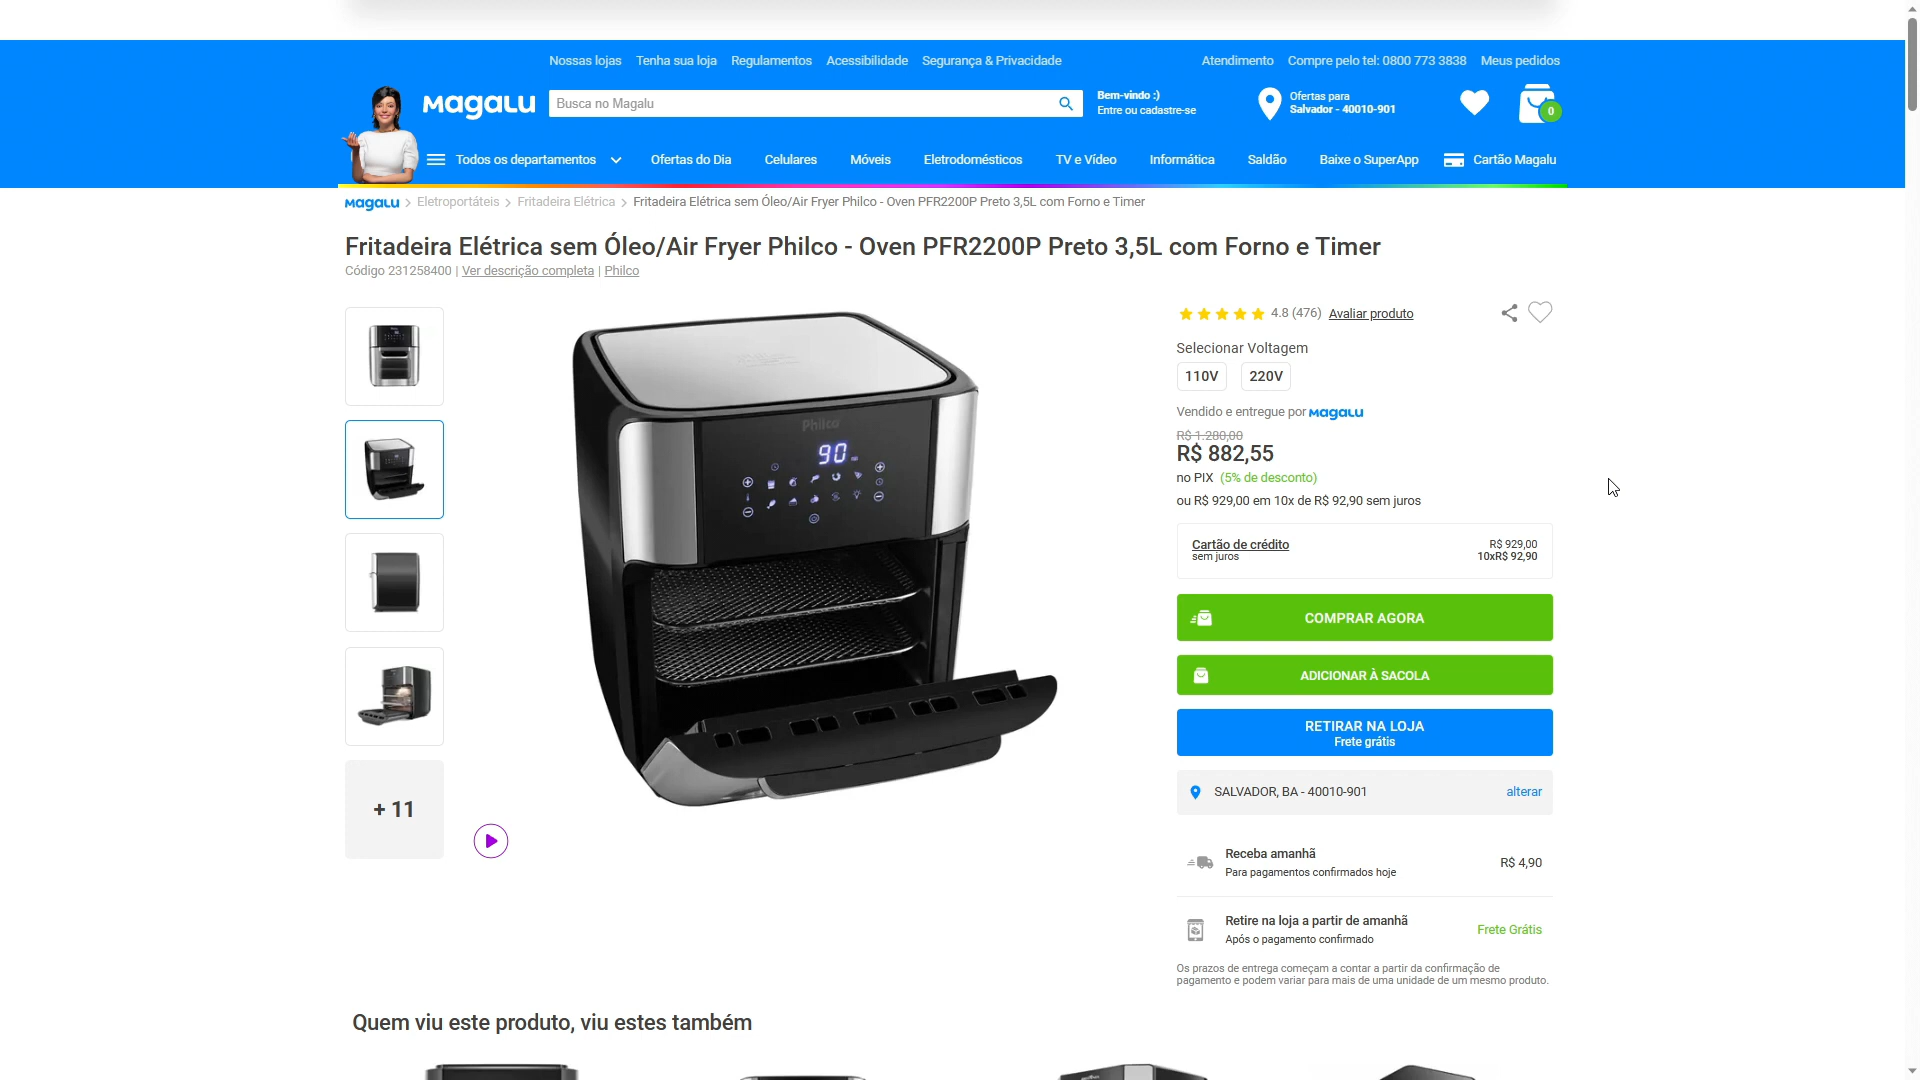 Nossas lojas Tenha sua loja Regulamentos Acessibilidade Segurança & Privacidade Atendimento Compre pelo tel: 0800 773 3838 Meus pedidos
Magalu
Busca no Magalu
Bem-vindo :)
Entre ou cadastre-se
Ofertas para
Salvador - 40010-901
0
Todos os departamentos Ofertas do Dia Celulares Móveis Eletrodomésticos TV e Vídeo Informática Saldão Baixe o SuperApp Cartão Magalu
Magalu > Eletroportáteis > Fritadeira Elétrica > Fritadeira Elétrica sem Óleo/Air Fryer Philco - Oven PFR2200P Preto 3,5L com Forno e Timer
Fritadeira Elétrica sem Óleo/Air Fryer Philco - Oven PFR2200P Preto 3,5L com Forno e Timer
Código 231258400 | Ver descrição completa | Philco
Philco
90
+ 11
4.8 (476) Avaliar produto
Selecionar Voltagem
110V 220V
Vendido e entregue por Magalu
R$ 1.280,00
R$ 882,55
no PIX (5% de desconto)
ou R$ 929,00 em 10x de R$ 92,90 sem juros
Cartão de crédito R$ 929,00
sem juros 10xR$ 92,90
COMPRAR AGORA
ADICIONAR À SACOLA
RETIRAR NA LOJA
Frete grátis
SALVADOR, BA - 40010-901 alterar
Receba amanhã R$ 4,90
Para pagamentos confirmados hoje
Retire na loja a partir de amanhã Frete Grátis
Após o pagamento confirmado
Os prazos de entrega começam a contar a partir da confirmação de
pagamento e podem variar para mais de uma unidade de um mesmo produto.
Quem viu este produto, viu estes também